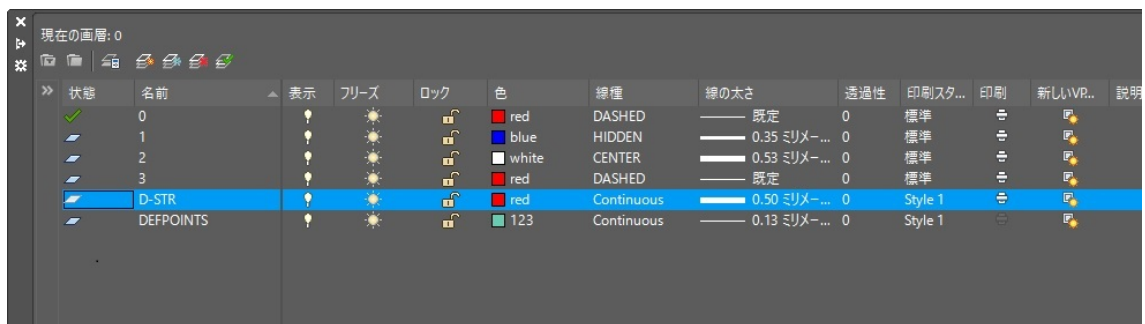 現在の画層: 0
状態 名前 表示 フリーズ ロック 色 線種 線の太さ 透過性 印刷スタ... 印刷 新しいVP... 説明
0 red DASHED 既定 0 標準
1 blue HIDDEN 0.35 ミリメー... 0 標準
2 white CENTER 0.53 ミリメー... 0 標準
3 red DASHED 既定 0 標準
D-STR red Continuous 0.50 ミリメー... 0 Style 1
DEFPOINTS 123 Continuous 0.13 ミリメー... 0 Style 1